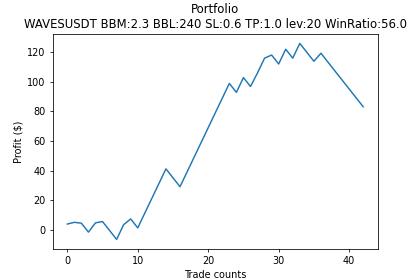 Portfolio
WAVESUSDT BBM:2.3 BBL:240 SL:0.6 TP:1.0 lev:20 WinRatio:56.0
120
100
80
60
40
20
0
Profit ($)
0 10 20 30 40
Trade counts